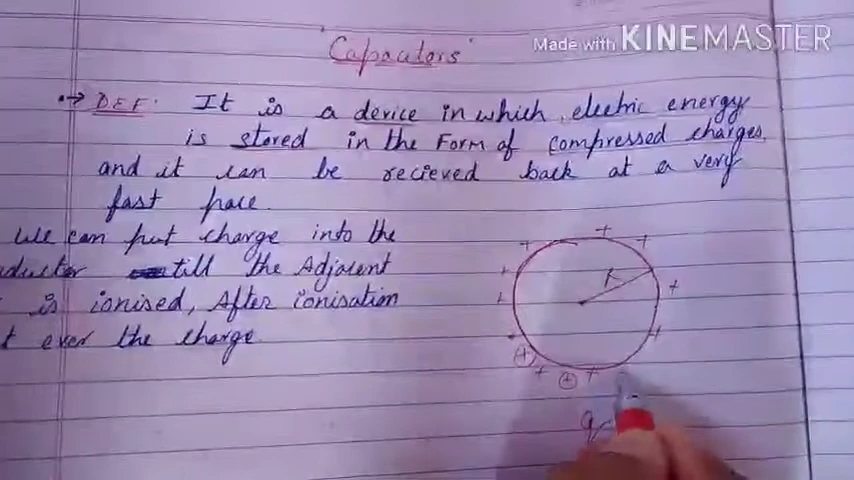 Capacitors
Made with KINEMASTER
→ DEF: It is a device in which electric energy
is stored in the Form of compressed charges
and it can be recieved back at a very
fast pace.
We can put charge into the
ductor till the Adjacent
is ionised, After ionisation
t over the charge
R
q